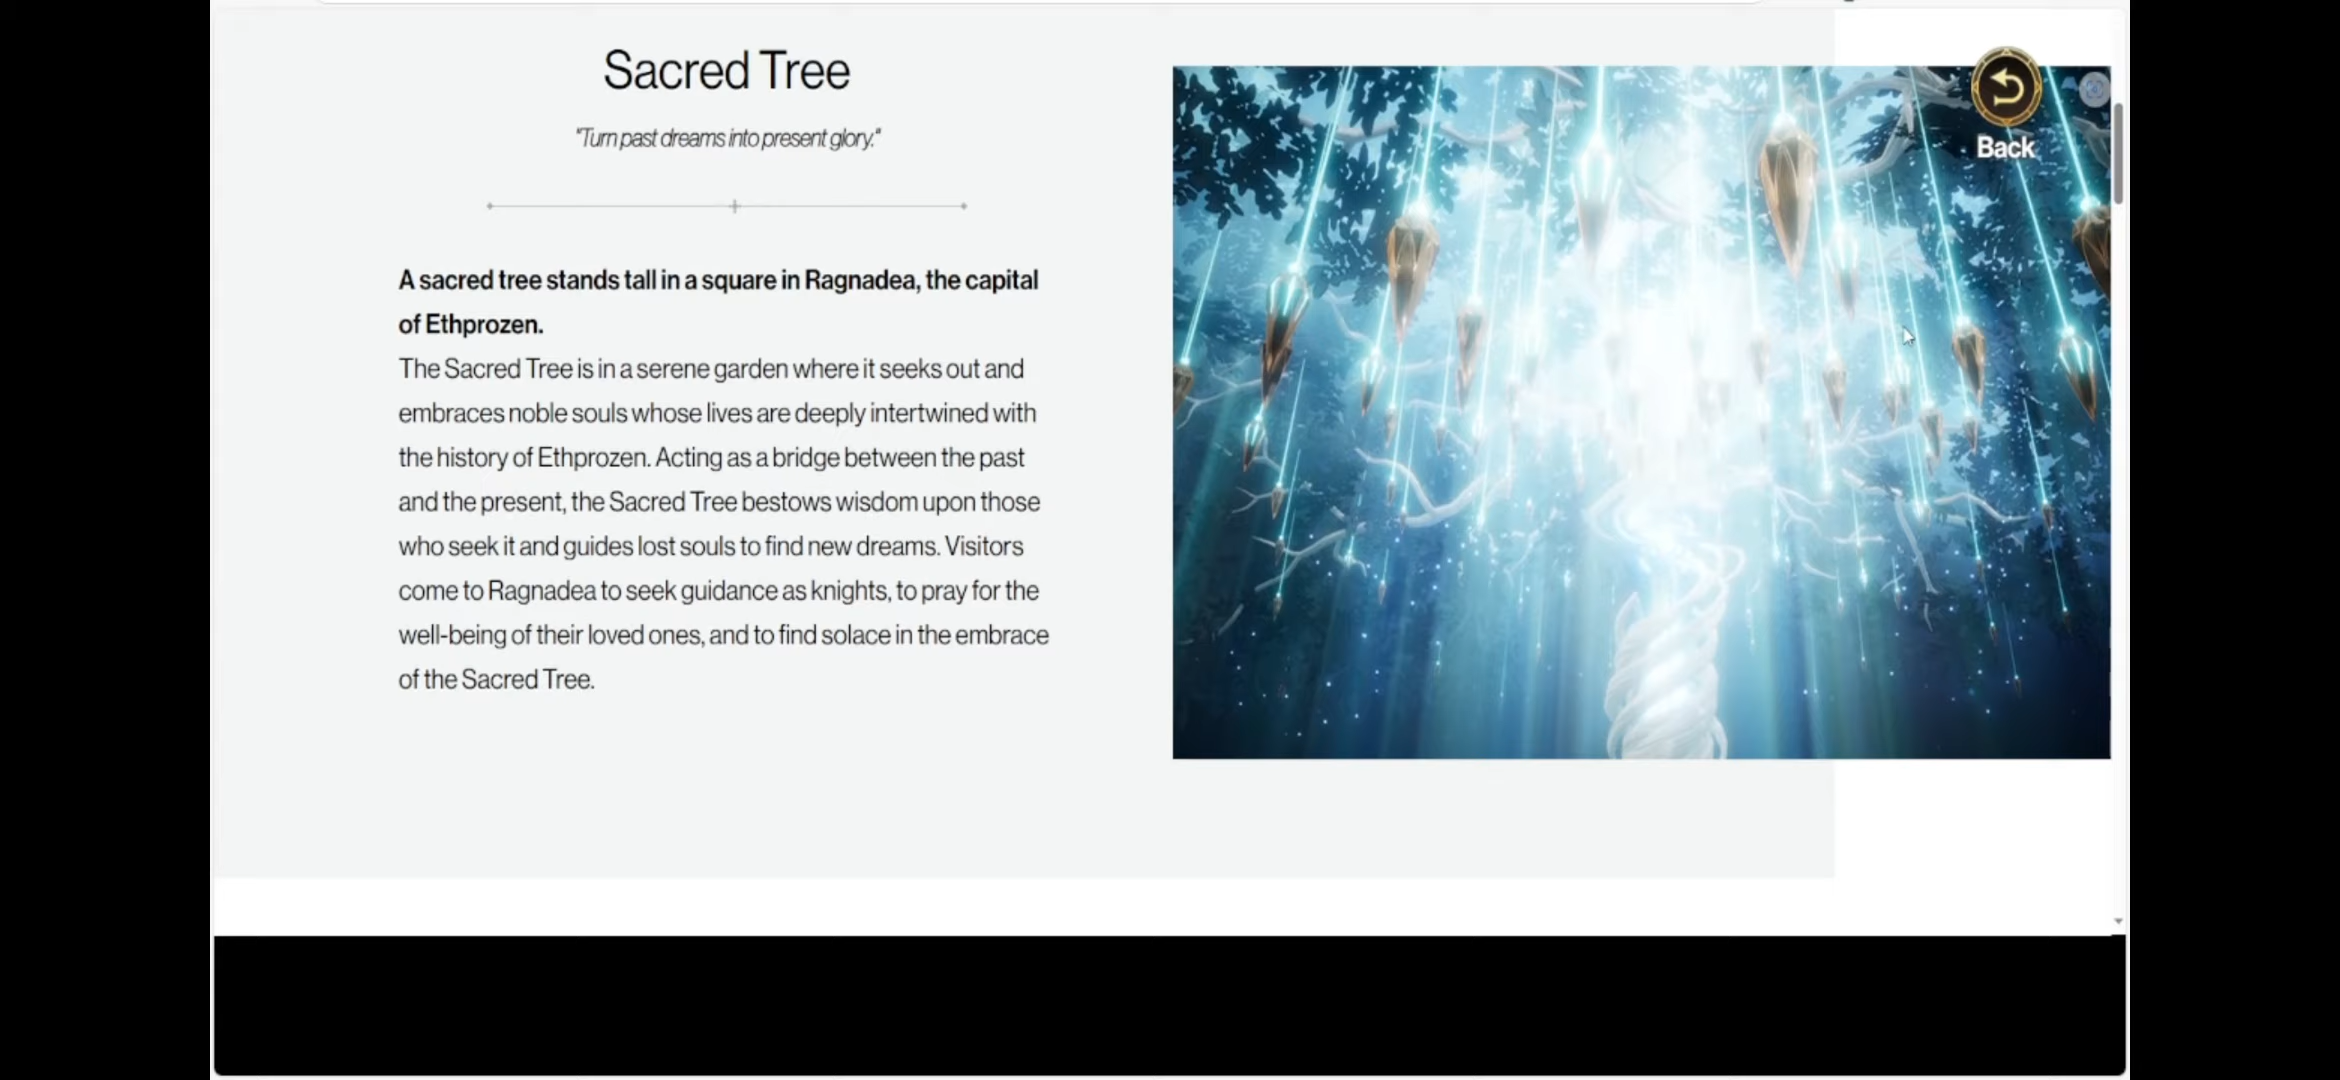 Sacred Tree
"Turn past dreams into present glory."
A sacred tree stands tall in a square in Ragnadea, the capital
of Ethprozen.
The Sacred Tree is in a serene garden where it seeks out and
embraces noble souls whose lives are deeply intertwined with
the history of Ethprozen. Acting as a bridge between the past
and the present, the Sacred Tree bestows wisdom upon those
who seek it and guides lost souls to find new dreams. Visitors
come to Ragnadea to seek guidance as knights, to pray for the
well-being of their loved ones, and to find solace in the embrace
of the Sacred Tree.
Back